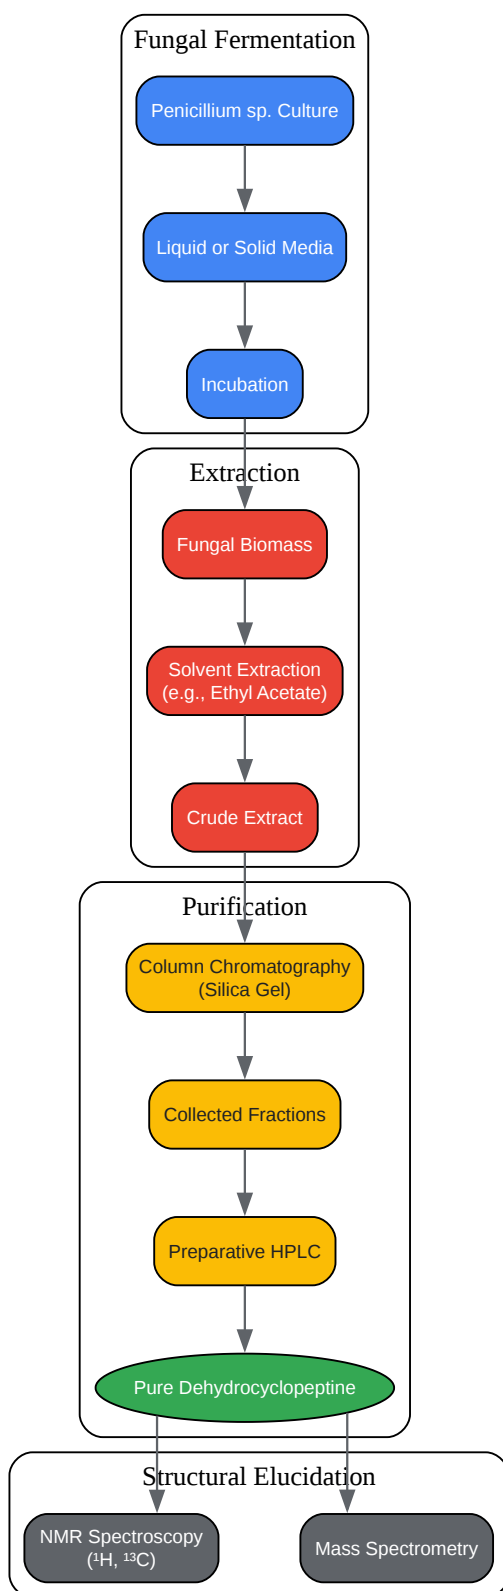 Fungal Fermentation
Penicillium sp. Culture
Liquid or Solid Media
Incubation
Extraction
Fungal Biomass
Solvent Extraction
(e.g., Ethyl Acetate)
Crude Extract
Purification
Column Chromatography
(Silica Gel)
Collected Fractions
Preparative HPLC
Pure Dehydrocyclopeptine
Structural Elucidation
NMR Spectroscopy
(¹H, ¹³C)
Mass Spectrometry